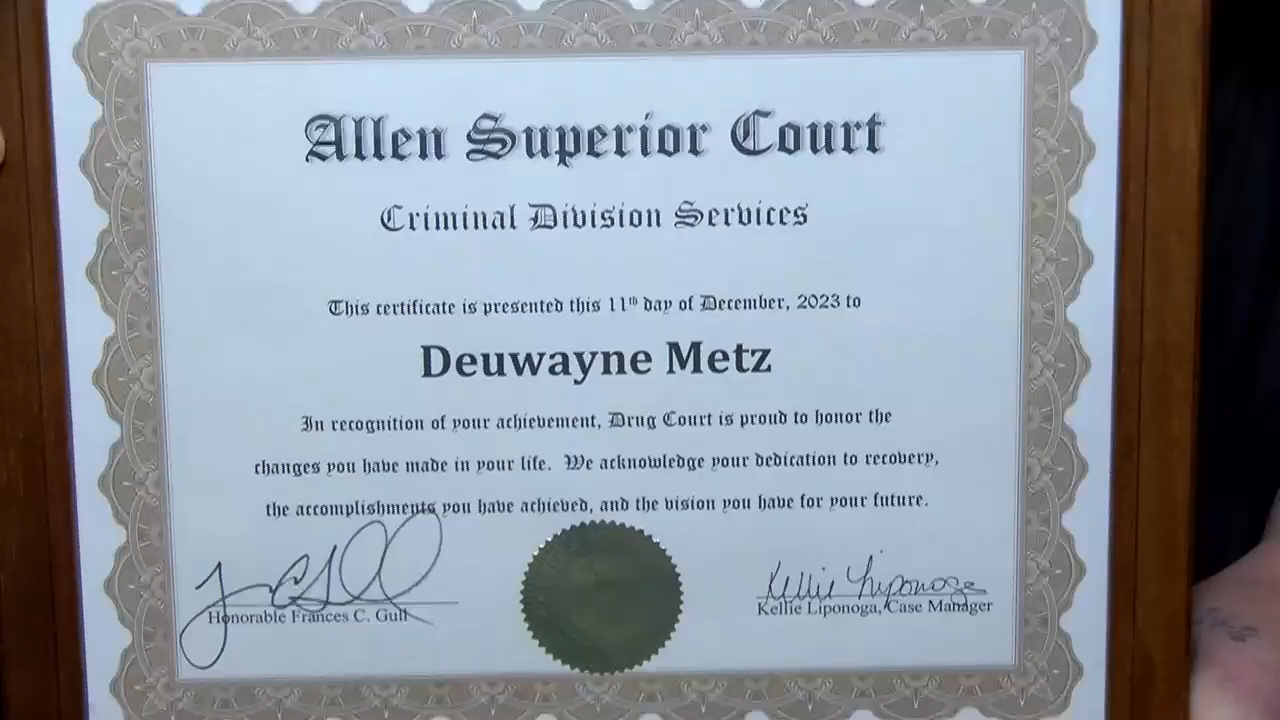 Allen Superior Court
Criminal Division Services
This certificate is presented this 11th day of December, 2023 to
Deuwayne Metz
In recognition of your achievement, Drug Court is proud to honor the
changes you have made in your life. We acknowledge your dedication to recovery,
the accomplishments you have achieved, and the vision you have for your future.
Kellie Liponoga
Honorable Frances C. Gull
Kellie Liponoga, Case Manager